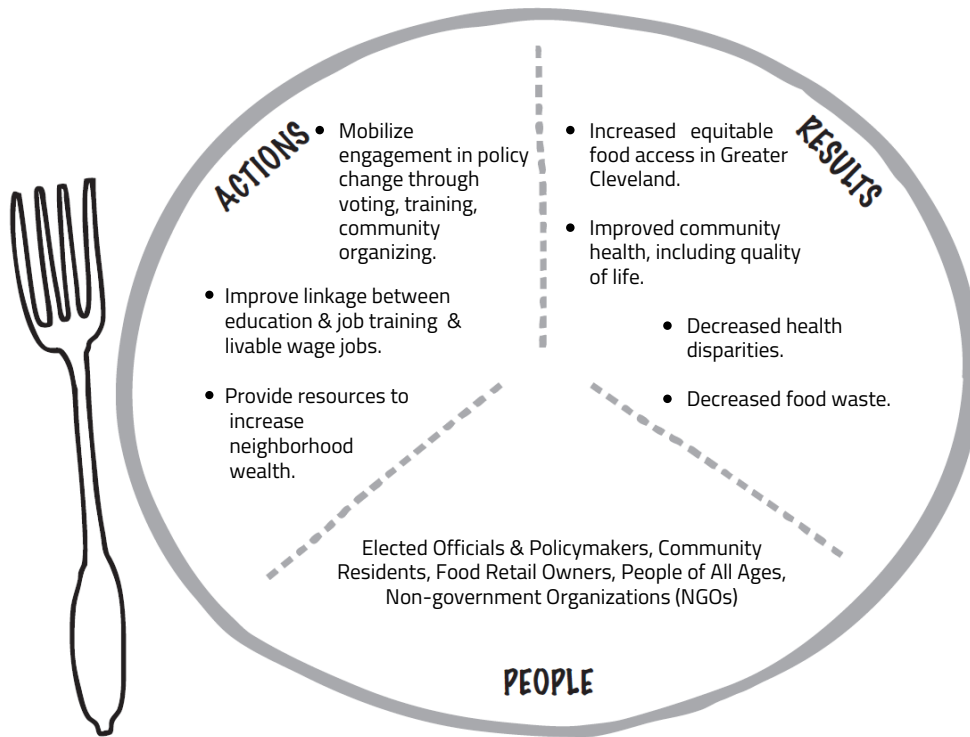 ACTIONS
• Mobilize
engagement in policy
change through
voting, training,
community
organizing.
• Improve linkage between
education & job training &
livable wage jobs.
• Provide resources to
increase
neighborhood
wealth.
RESULTS
• Increased equitable
food access in Greater
Cleveland.
• Improved community
health, including quality
of life.
• Decreased health
disparities.
• Decreased food waste.
Elected Officials & Policymakers, Community
Residents, Food Retail Owners, People of All Ages,
Non-government Organizations (NGOs)
PEOPLE